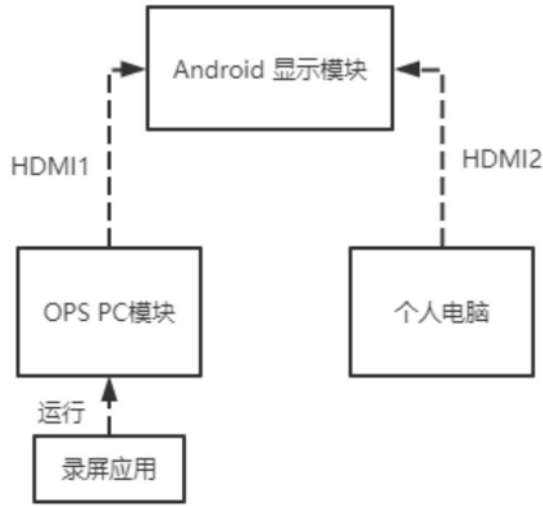 Android 显示模块
HDMI1
HDMI2
OPS PC模块
个人电脑
运行
录屏应用